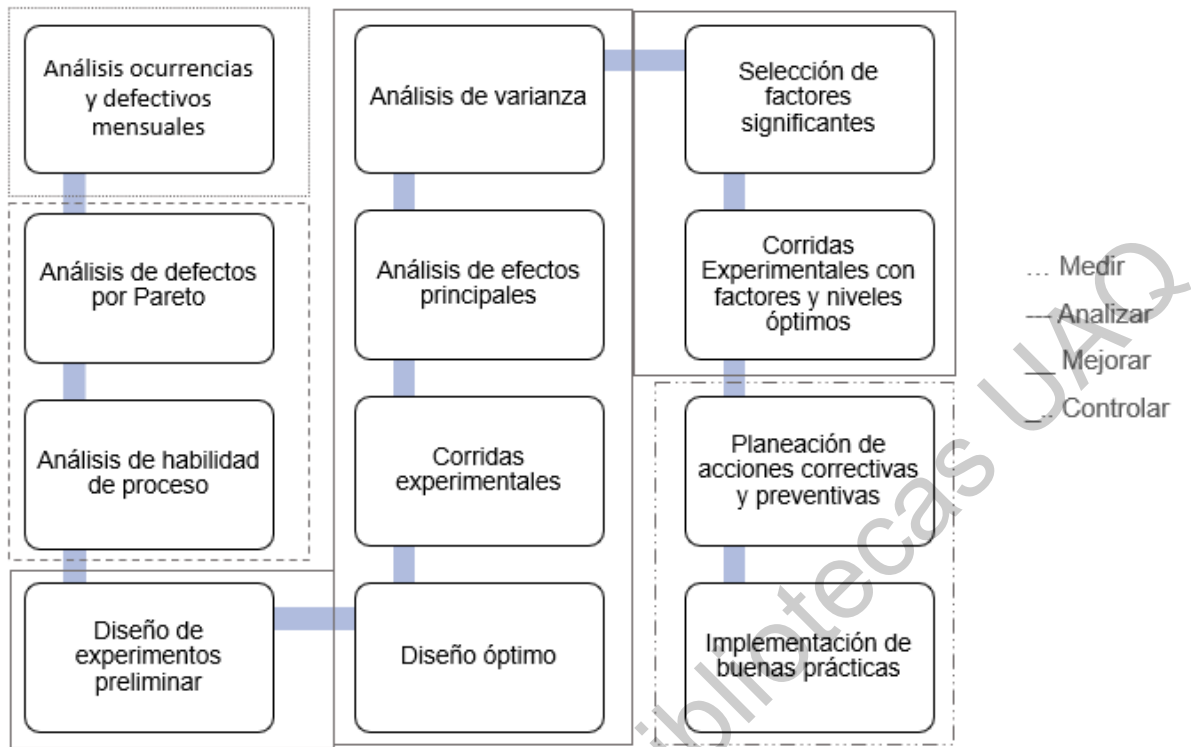 Análisis ocurrencias
y defectivos
mensuales
Análisis de defectos
por Pareto
Análisis de habilidad
de proceso
Diseño de
experimentos
preliminar
Diseño óptimo
Corridas
experimentales
Análisis de efectos
principales
Análisis de varianza
Selección de
factores
significantes
Corridas
Experimentales con
factores y niveles
óptimos
Planeación de
acciones correctivas
y preventivas
Implementación de
buenas prácticas
... Medir
--- Analizar
__ Mejorar
_.. Controlar
bliotecas UAQ